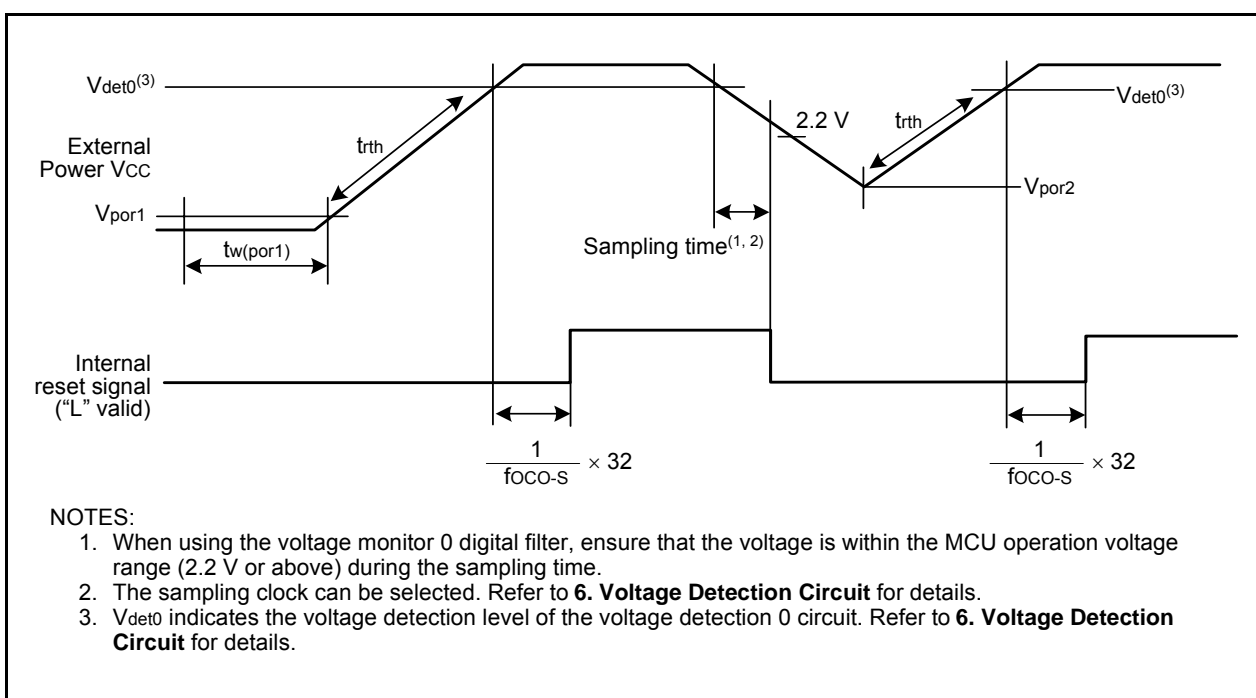 Vdet0(3)
2.2 V
Vdet0(3)
trth
trth
External
Power VCC
Vpor1
Vpor2
tw(por1)
Sampling time(1, 2)
Internal
reset signal
(“L” valid)
1
fOCO-S
× 32
1
fOCO-S
× 32
NOTES:
1. When using the voltage monitor 0 digital filter, ensure that the voltage is within the MCU operation voltage
range (2.2 V or above) during the sampling time.
2. The sampling clock can be selected. Refer to 6. Voltage Detection Circuit for details.
3. Vdet0 indicates the voltage detection level of the voltage detection 0 circuit. Refer to 6. Voltage Detection
Circuit for details.